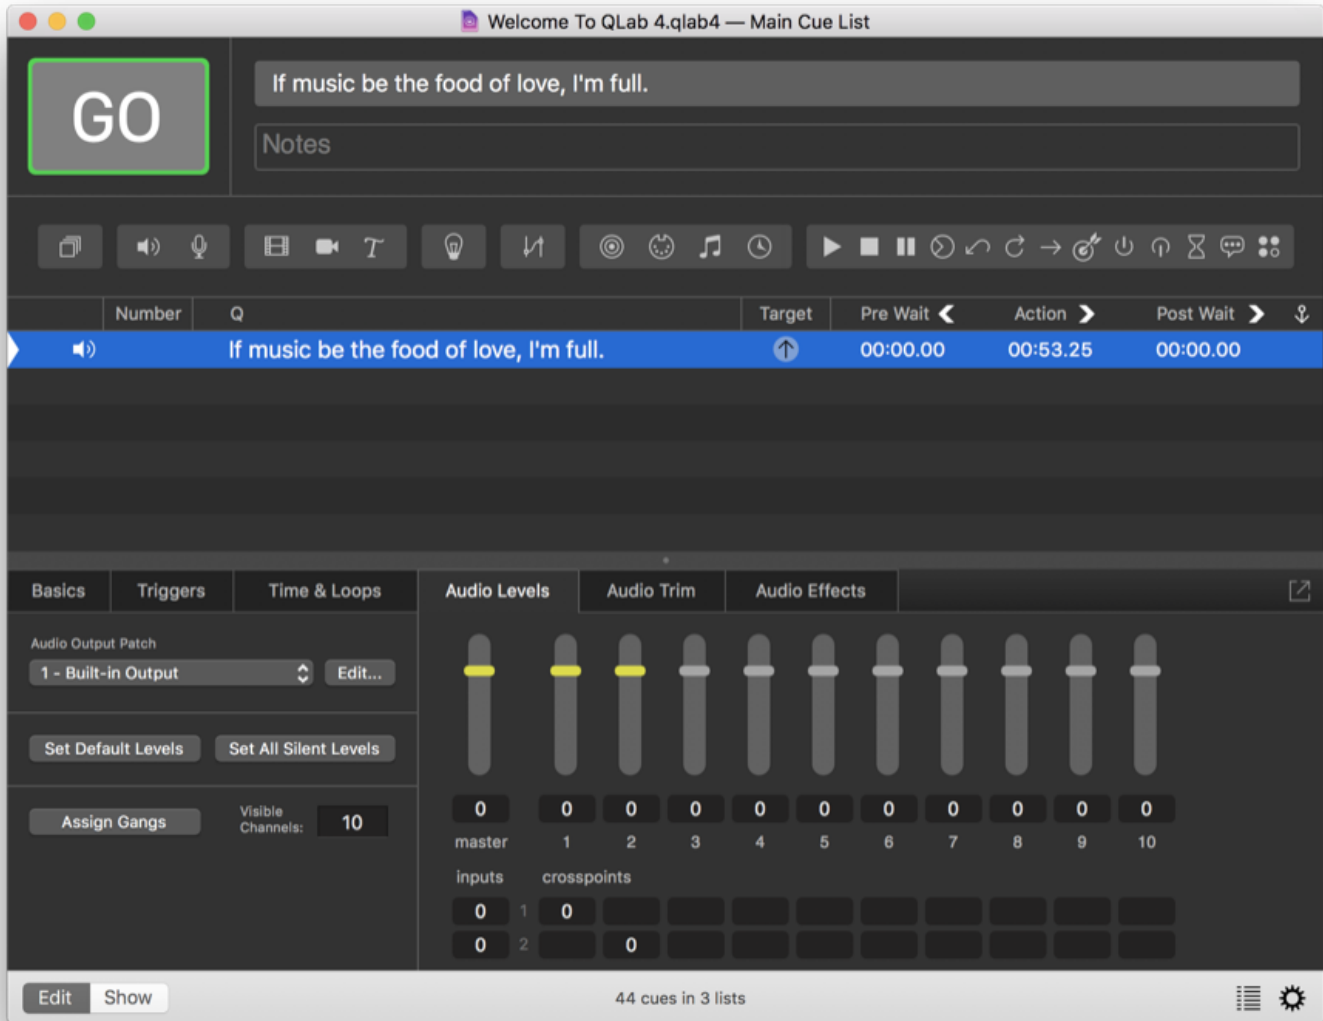 Welcome To QLab 4.qlab4 — Main Cue List
GO
If music be the food of love, I'm full.
Notes
Number Q Target Pre Wait Action Post Wait
If music be the food of love, I'm full. 00:00.00 00:53.25 00:00.00
Basics Triggers Time & Loops Audio Levels Audio Trim Audio Effects
Audio Output Patch
1 - Built-in Output Edit...
Set Default Levels Set All Silent Levels
Assign Gangs Visible Channels: 10
0 0 0 0 0 0 0 0 0 0 0
master 1 2 3 4 5 6 7 8 9 10
inputs crosspoints
0 1 0
0 2 0
Edit Show 44 cues in 3 lists